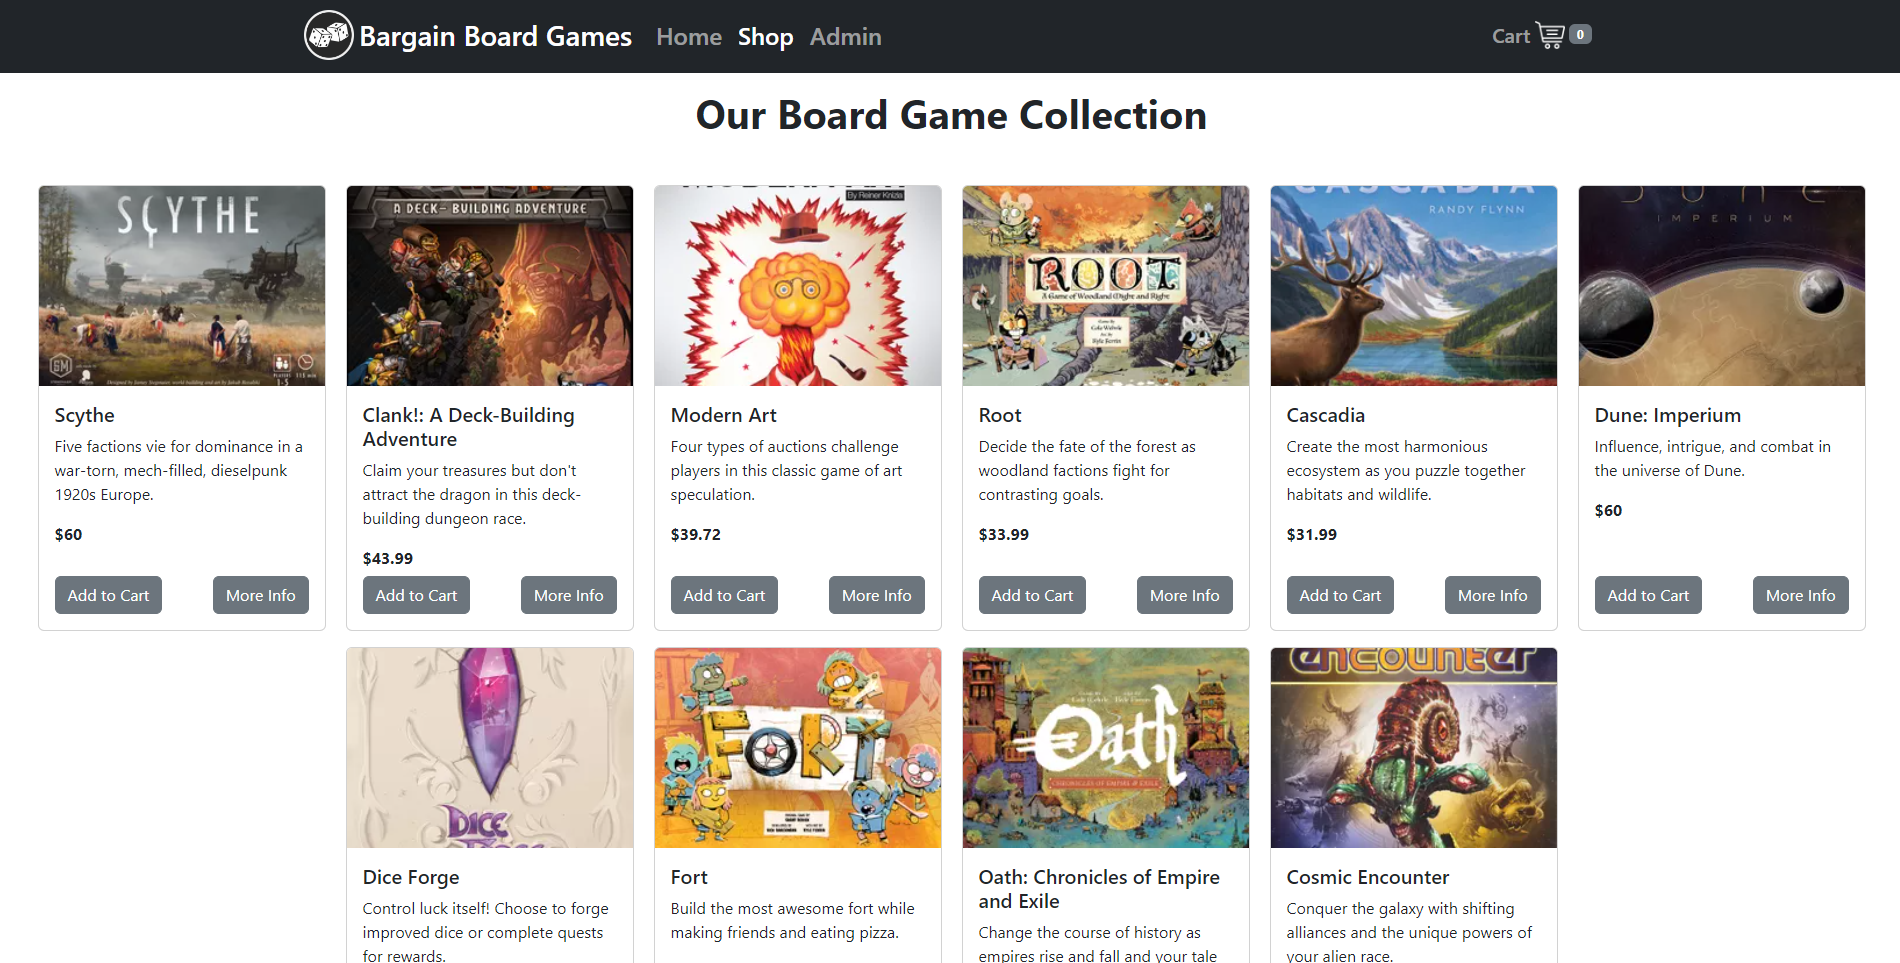 Bargain Board Games Home Shop Admin Cart 0
Our Board Game Collection
SCYTHE
A DECK-BUILDING ADVENTURE
By Reiner Knizia
ROOT
A Game of Woodland Might and Right
CASCADIA
RANDY FLYNN
DUNE
IMPERIUM
Scythe
Five factions vie for dominance in a
war-torn, mech-filled, dieselpunk
1920s Europe.
$60
Add to Cart More Info
Clank!: A Deck-Building
Adventure
Claim your treasures but don't
attract the dragon in this deck-
building dungeon race.
$43.99
Add to Cart More Info
Modern Art
Four types of auctions challenge
players in this classic game of art
speculation.
$39.72
Add to Cart More Info
Root
Decide the fate of the forest as
woodland factions fight for
contrasting goals.
$33.99
Add to Cart More Info
Cascadia
Create the most harmonious
ecosystem as you puzzle together
habitats and wildlife.
$31.99
Add to Cart More Info
Dune: Imperium
Influence, intrigue, and combat in
the universe of Dune.
$60
Add to Cart More Info
DICE
FORT
Oath
CHRONICLES OF EMPIRE & EXILE
encounter
Dice Forge
Control luck itself! Choose to forge
improved dice or complete quests
for rewards.
Fort
Build the most awesome fort while
making friends and eating pizza.
Oath: Chronicles of Empire
and Exile
Change the course of history as
empires rise and fall and your tale
Cosmic Encounter
Conquer the galaxy with shifting
alliances and the unique powers of
your alien race.